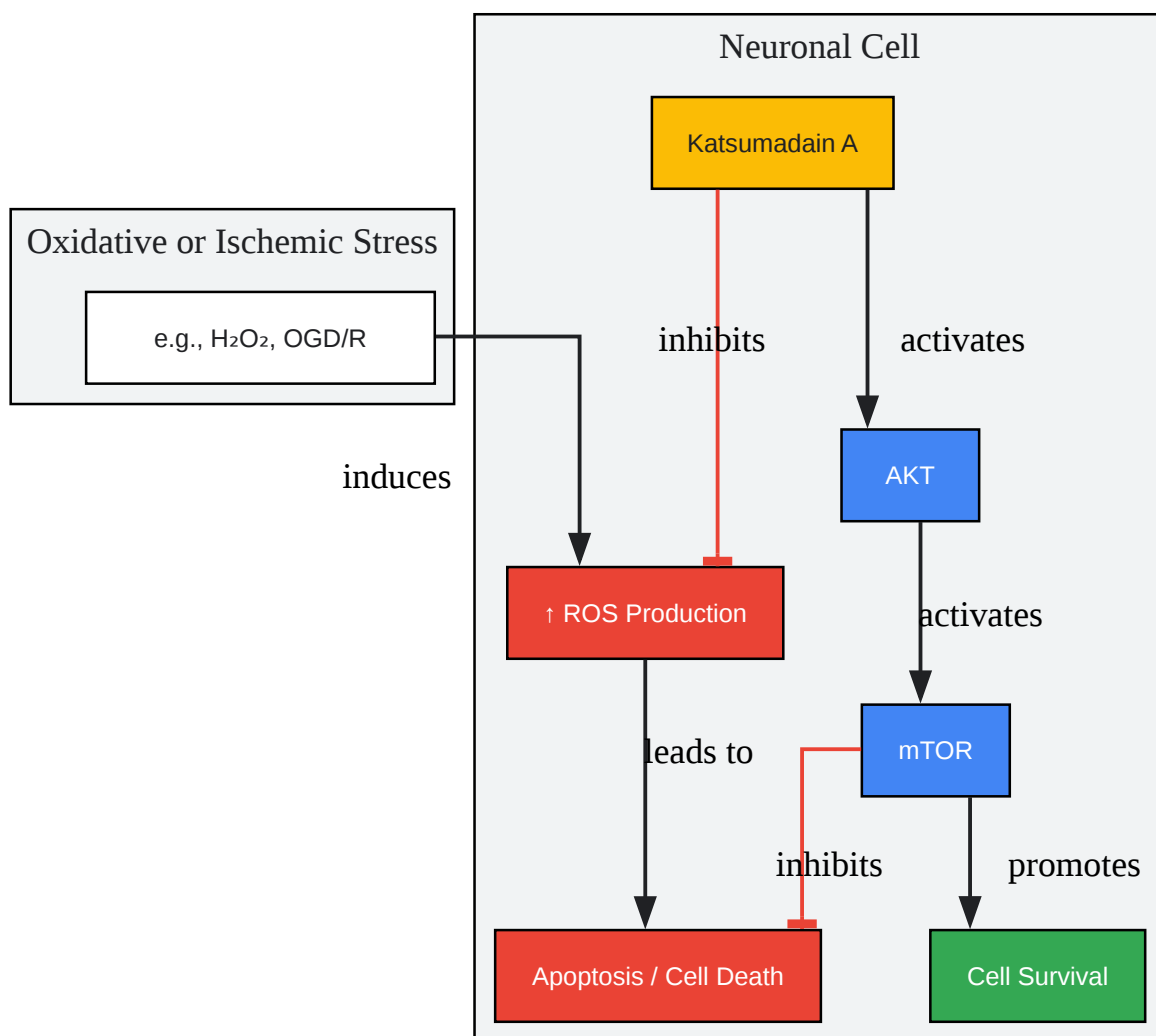 Neuronal Cell
Katsumadain A
Oxidative or Ischemic Stress
e.g., H₂O₂, OGD/R
inhibits
activates
AKT
induces
↑ ROS Production
activates
mTOR
leads to
inhibits
promotes
Apoptosis / Cell Death
Cell Survival